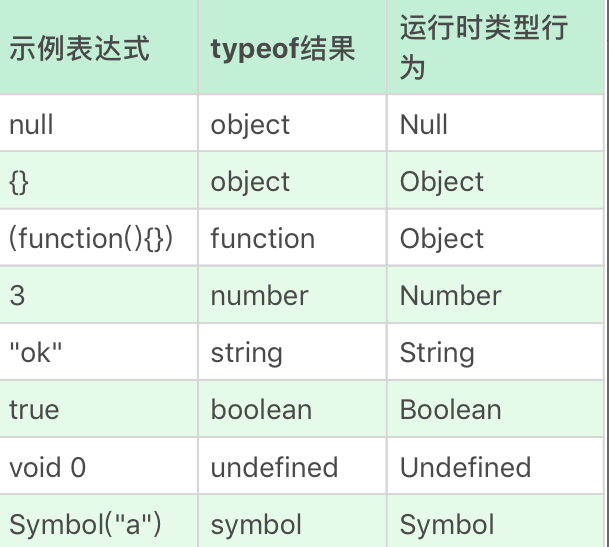 示例表达式 typeof结果 运行时类型行
为
null object Null
{} object Object
(function(){}) function Object
3 number Number
"ok" string String
true boolean Boolean
void 0 undefined Undefined
Symbol("a") symbol Symbol